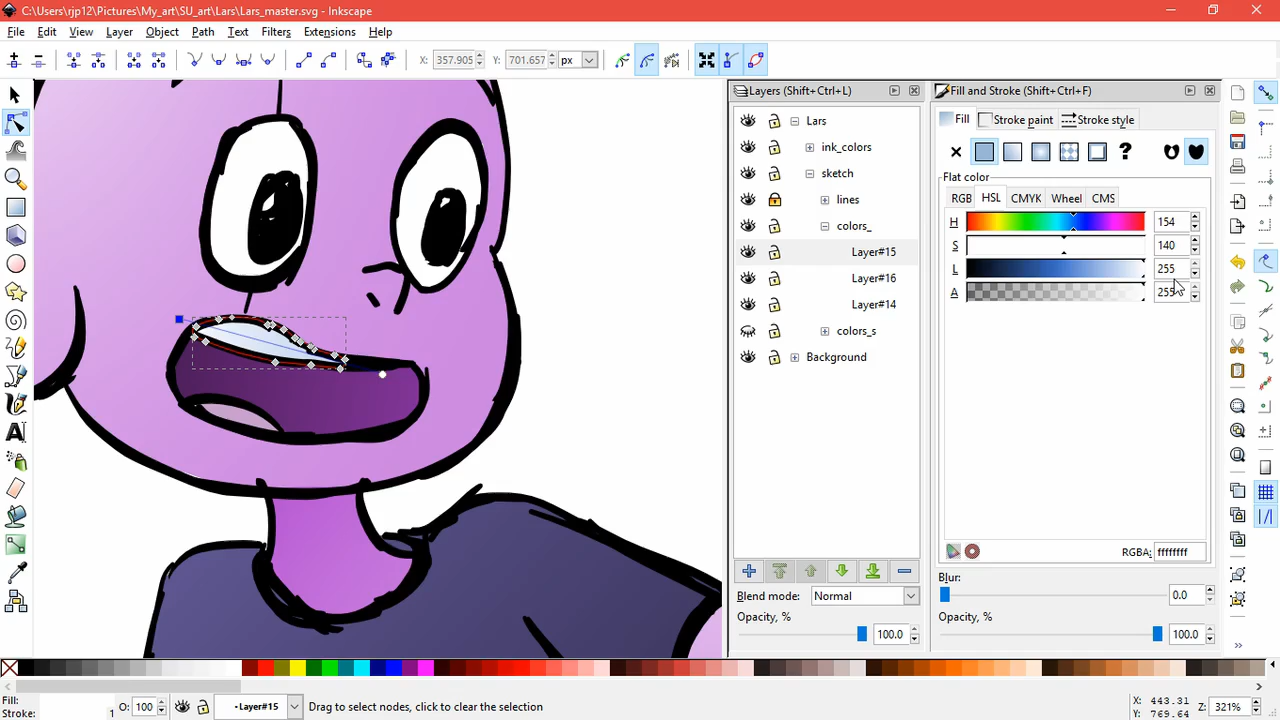 C:\Users\rjp12\Pictures\My_art\SU_art\Lars\Lars_master.svg - Inkscape
File Edit View Layer Object Path Text Filters Extensions Help
X: 357.905 Y: 701.657 px
Layers (Shift+Ctrl+L)
Lars
ink_colors
sketch
lines
colors_
Layer#15
Layer#16
Layer#14
colors_s
Background
Blend mode: Normal
Opacity, % 100.0
Fill and Stroke (Shift+Ctrl+F)
Fill Stroke paint Stroke style
?
Flat color
RGB HSL CMYK Wheel CMS
H 154
S 140
L 255
A 255
RGBA: ffffffff
Blur:
0.0
Opacity, %
100.0
Fill:
Stroke: 1 O: 100 •Layer#15 Drag to select nodes, click to clear the selection X: 443.31 Y: 769.64 Z: 321%